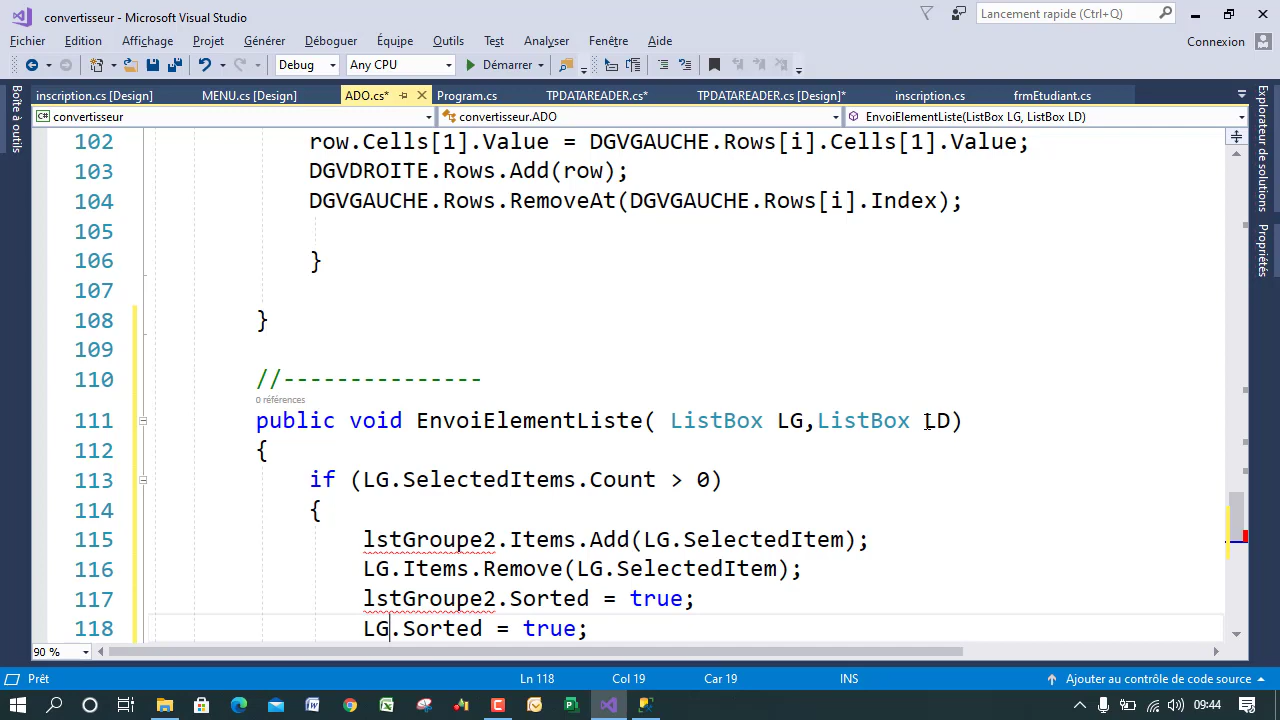 convertisseur - Microsoft Visual Studio
Lancement rapide (Ctrl+Q)
Fichier Edition Affichage Projet Générer Déboguer Équipe Outils Test Analyser Fenêtre Aide
Connexion
Debug Any CPU Démarrer
Boîte à outils
inscription.cs [Design] MENU.cs [Design] ADO.cs* Program.cs TPDATAREADER.cs* TPDATAREADER.cs [Design]* inscription.cs frmEtudiant.cs
C# convertisseur convertisseur.ADO EnvoiElementListe(ListBox LG, ListBox LD)
Explorateur de solutions
Propriétés
102 row.Cells[1].Value = DGVGAUCHE.Rows[i].Cells[1].Value;
103 DGVDROITE.Rows.Add(row);
104 DGVGAUCHE.Rows.RemoveAt(DGVGAUCHE.Rows[i].Index);
105
106 }
107
108 }
109
110 //---------------
0 références
111 public void EnvoiElementListe( ListBox LG,ListBox LD)
112 {
113 if (LG.SelectedItems.Count > 0)
114 {
115 lstGroupe2.Items.Add(LG.SelectedItem);
116 LG.Items.Remove(LG.SelectedItem);
117 lstGroupe2.Sorted = true;
118 LG.Sorted = true;
90 %
Prêt Ln 118 Col 19 Car 19 INS Ajouter au contrôle de code source
09:44